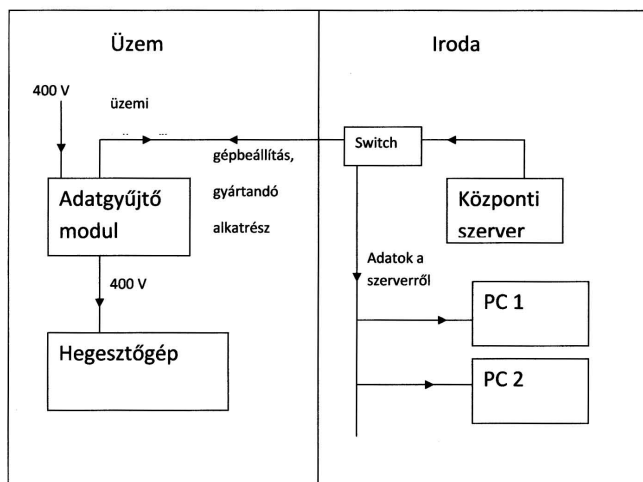 Üzem
400 V
üzemi
gépbeállítás,
gyártandó
alkatrész
Adatgyűjtő
modul
400 V
Hegesztőgép
Iroda
Switch
Központi
szerver
Adatok a
szerverről
PC 1
PC 2